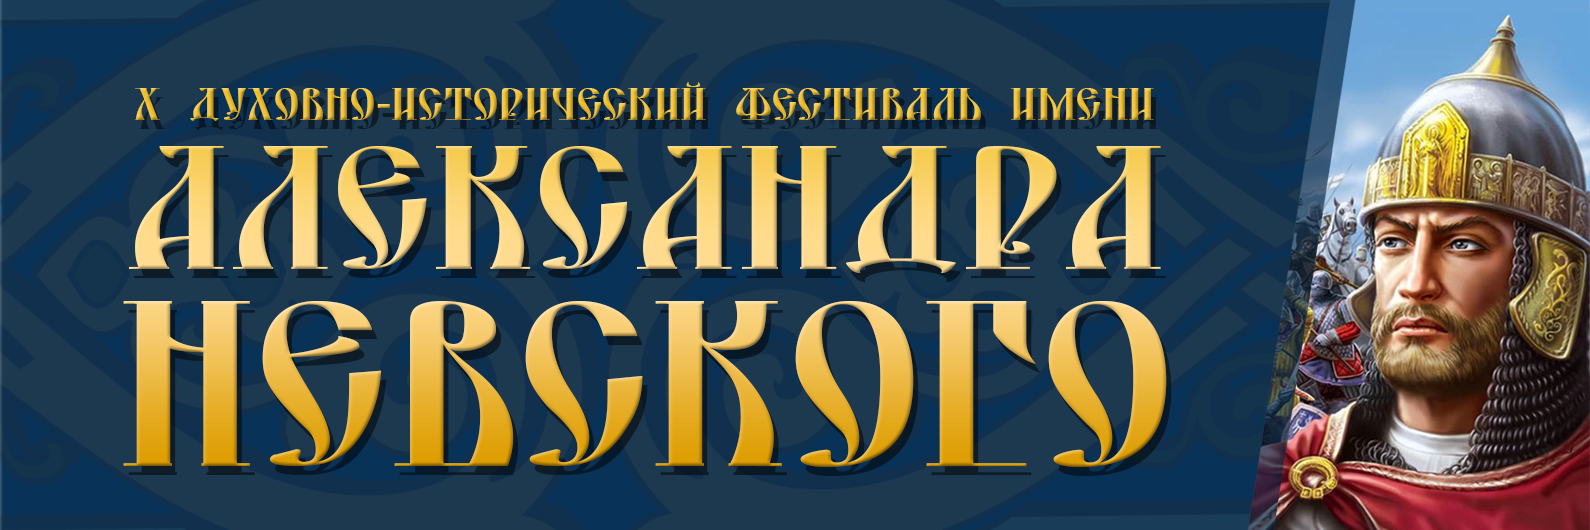 X ДУХОВНО-ИСТОРИЧЕСКИЙ ФЕСТИВАЛЬ ИМЕНИ
АЛЕКСАНДРА
НЕВСКОГО